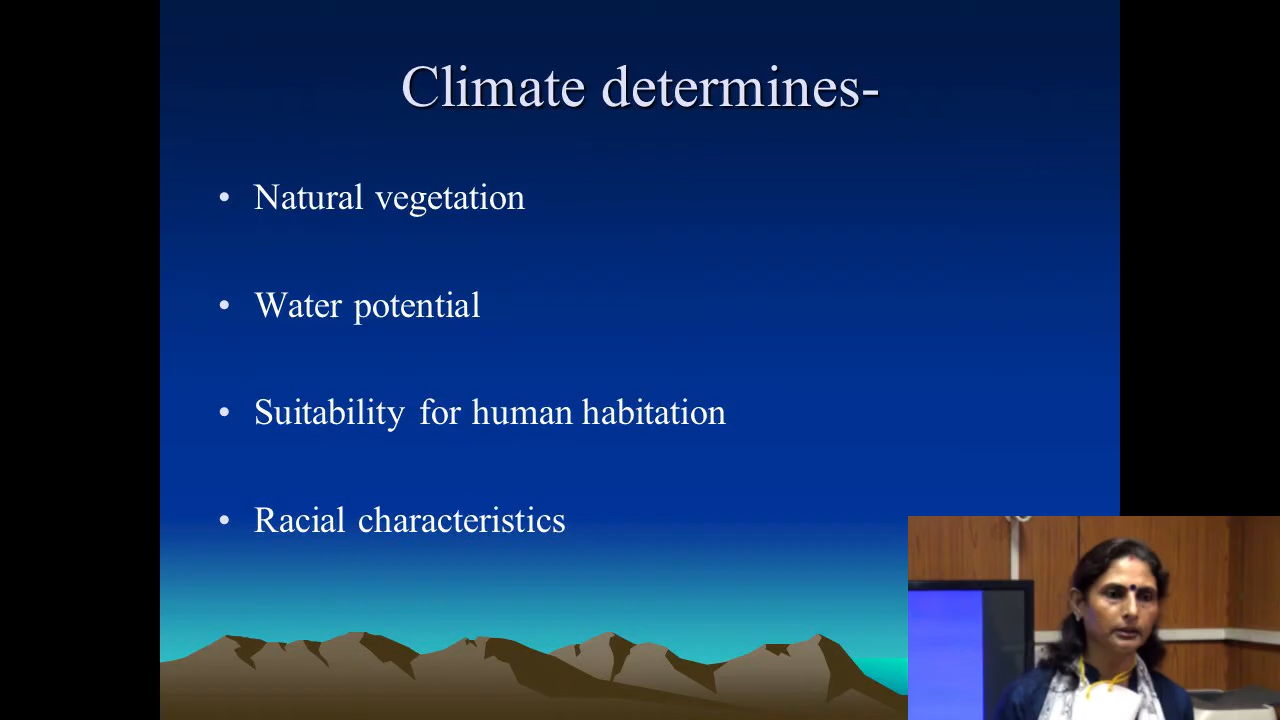 Climate determines-
• Natural vegetation
• Water potential
• Suitability for human habitation
• Racial characteristics